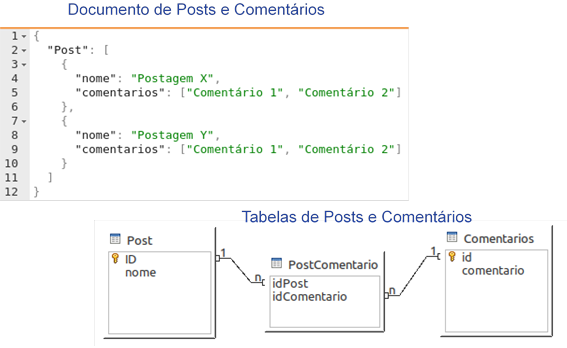 Documento de Posts e Comentários
1 {
2 "Post": [
3 {
4 "nome": "Postagem X",
5 "comentarios": ["Comentário 1", "Comentário 2"]
6 },
7 {
8 "nome": "Postagem Y",
9 "comentarios": ["Comentário 1", "Comentário 2"]
10 }
11 ]
12 }
Tabelas de Posts e Comentários
Post
ID
nome
1
n
PostComentario
idPost
idComentario
n
1
Comentarios
id
comentario